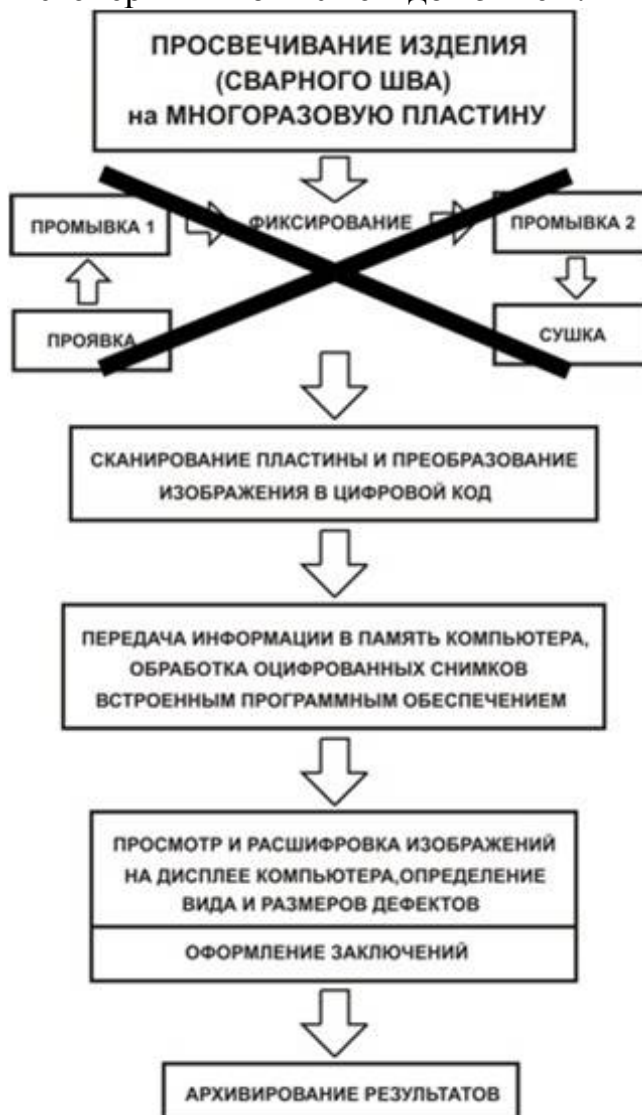 ПРОСВЕЧИВАНИЕ ИЗДЕЛИЯ
(СВАРНОГО ШВА)
на МНОГОРАЗОВУЮ ПЛАСТИНУ
ПРОМЫВКА 1
ФИКСИРОВАНИЕ
ПРОМЫВКА 2
ПРОЯВКА
СУШКА
СКАНИРОВАНИЕ ПЛАСТИНЫ И ПРЕОБРАЗОВАНИЕ
ИЗОБРАЖЕНИЯ В ЦИФРОВОЙ КОД
ПЕРЕДАЧА ИНФОРМАЦИИ В ПАМЯТЬ КОМПЬЮТЕРА,
ОБРАБОТКА ОЦИФРОВАННЫХ СНИМКОВ
ВСТРОЕННЫМ ПРОГРАММНЫМ ОБЕСПЕЧЕНИЕМ
ПРОСМОТР И РАСШИФРОВКА ИЗОБРАЖЕНИЙ
НА ДИСПЛЕЕ КОМПЬЮТЕРА,ОПРЕДЕЛЕНИЕ
ВИДА И РАЗМЕРОВ ДЕФЕКТОВ
ОФОРМЛЕНИЕ ЗАКЛЮЧЕНИЙ
АРХИВИРОВАНИЕ РЕЗУЛЬТАТОВ